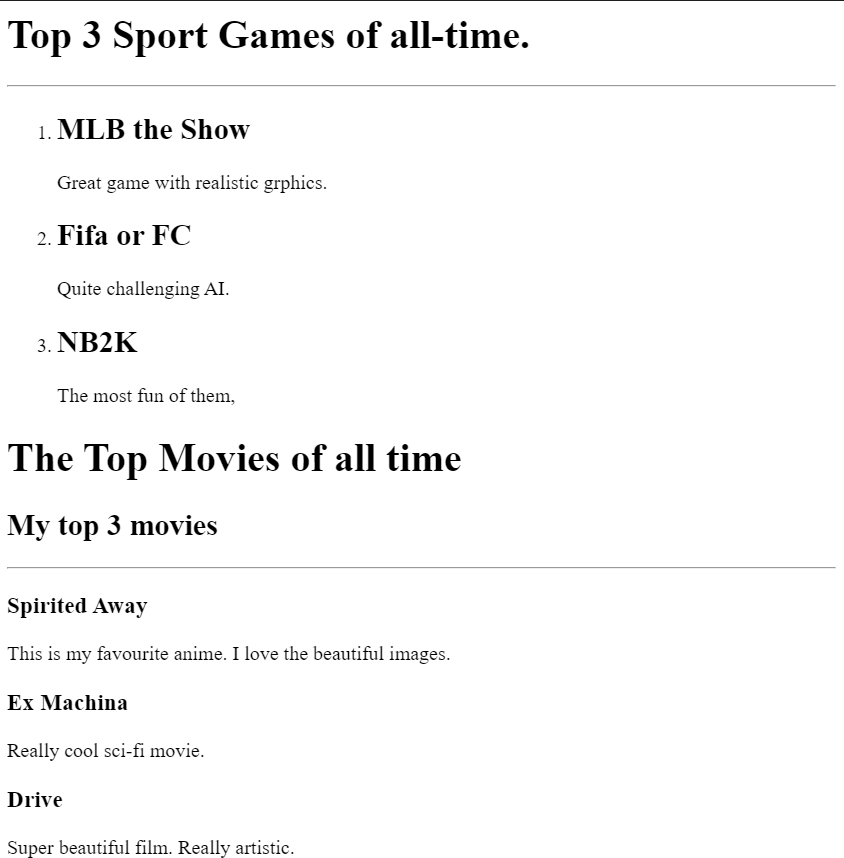 Top 3 Sport Games of all-time.
1. MLB the Show
Great game with realistic grphics.
2. Fifa or FC
Quite challenging AI.
3. NB2K
The most fun of them,
The Top Movies of all time
My top 3 movies
Spirited Away
This is my favourite anime. I love the beautiful images.
Ex Machina
Really cool sci-fi movie.
Drive
Super beautiful film. Really artistic.